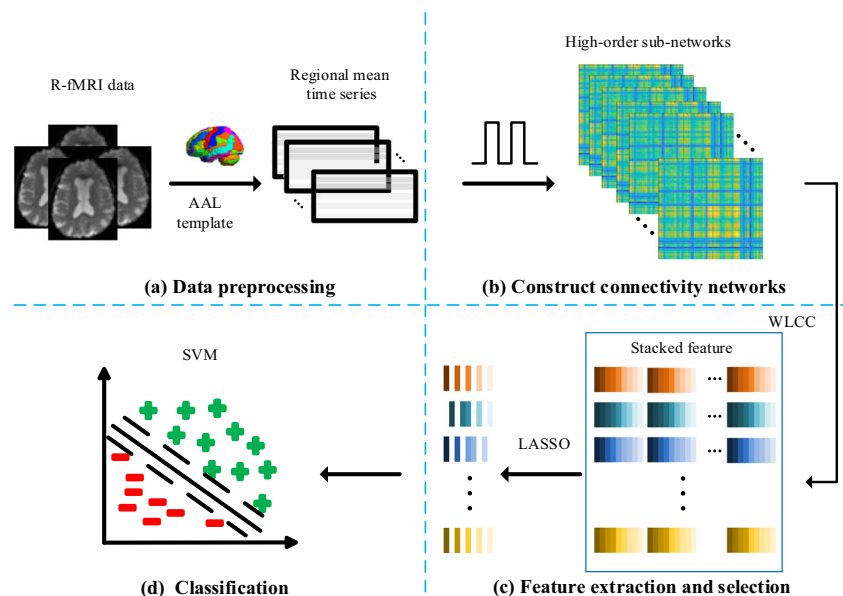 R-fMRI data
AAL
template
Regional mean
time series
(a) Data preprocessing
High-order sub-networks
(b) Construct connectivity networks
WLCC
Stacked feature
LASSO
(c) Feature extraction and selection
SVM
(d) Classification